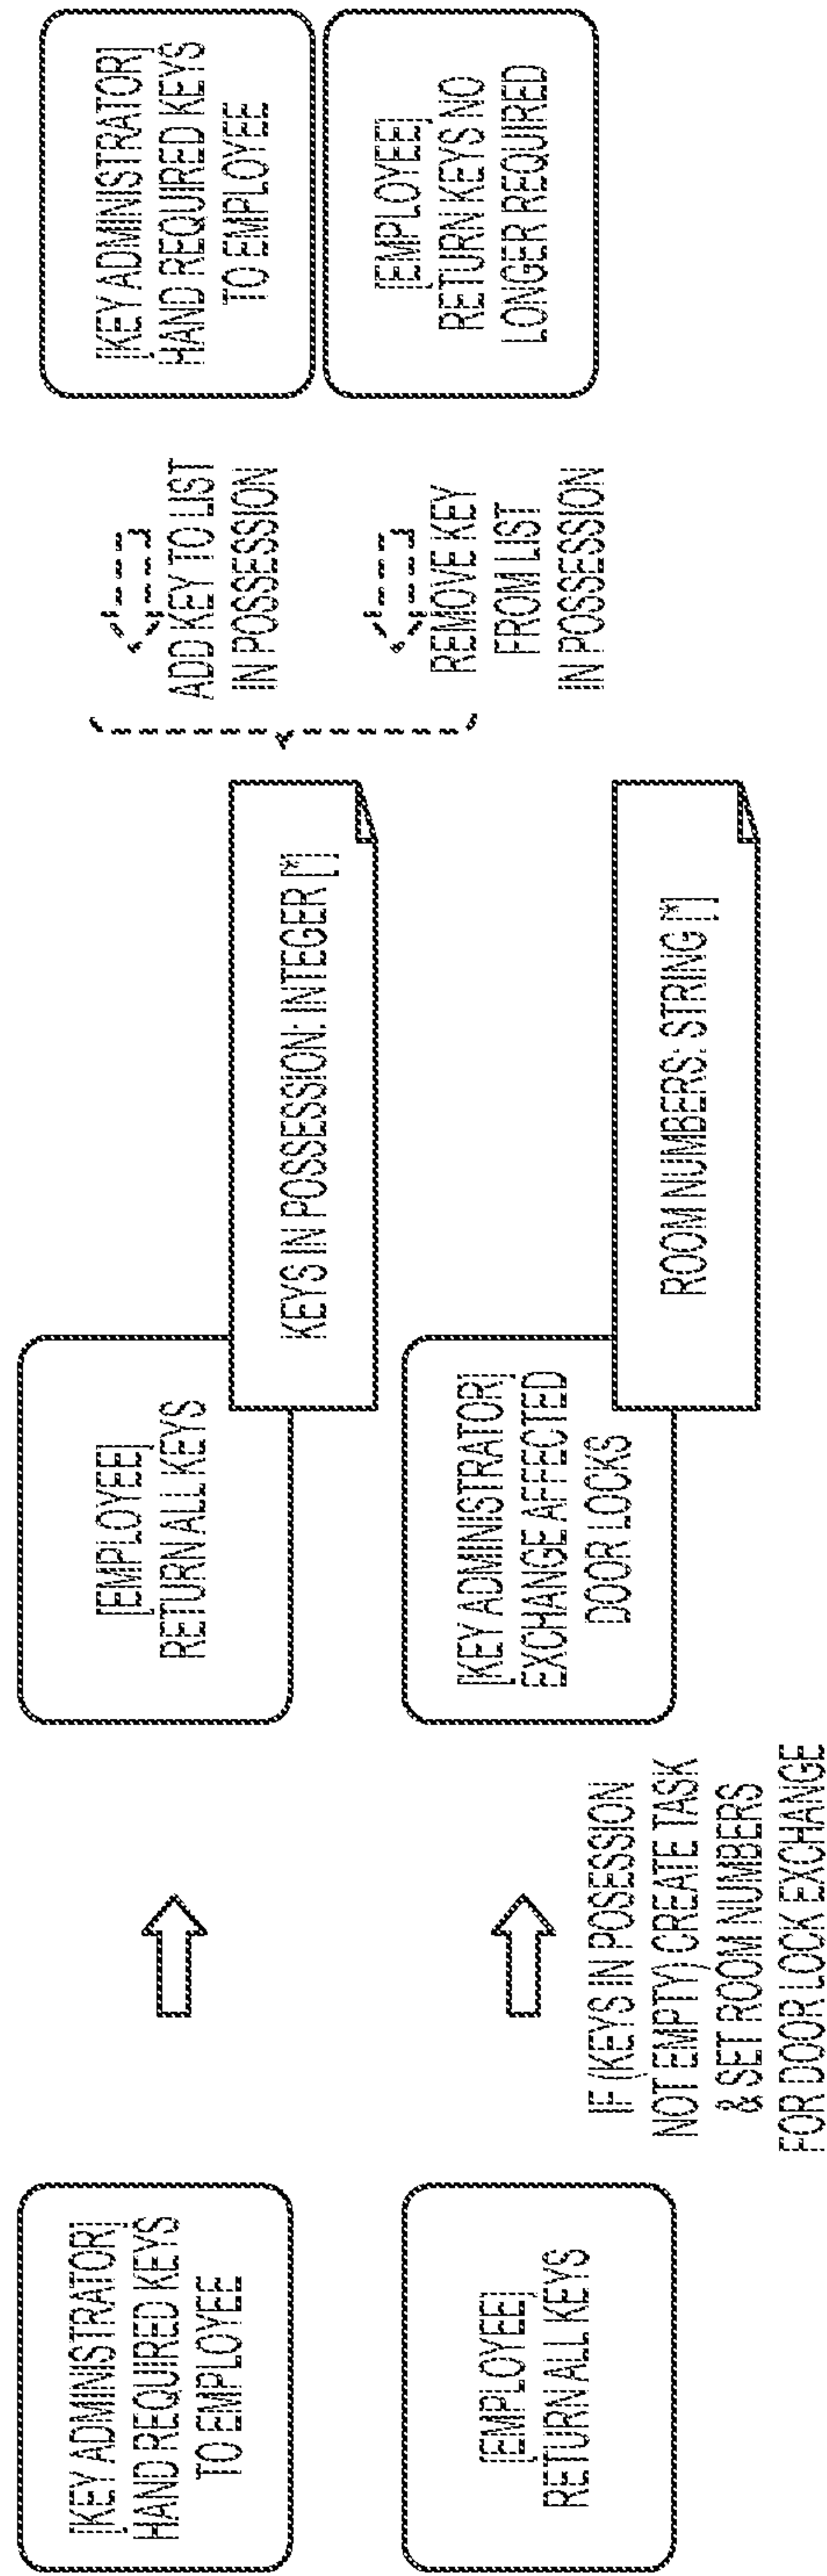 [KEY ADMINISTRATOR]
HAND REQUIRED KEYS
TO EMPLOYEE
[EMPLOYEE]
RETURN ALL KEYS
KEYS IN POSSESSION: INTEGER [*]
ADD KEY TO LIST
IN POSSESSION
[KEY ADMINISTRATOR]
HAND REQUIRED KEYS
TO EMPLOYEE
REMOVE KEY
FROM LIST
IN POSSESSION
[EMPLOYEE]
RETURN KEYS NO
LONGER REQUIRED
[EMPLOYEE]
RETURN ALL KEYS
IF (KEYS IN POSESSION
NOT EMPTY) CREATE TASK
& SET ROOM NUMBERS
FOR DOOR LOCK EXCHANGE
[KEY ADMINISTRATOR]
EXCHANGE AFFECTED
DOOR LOCKS
ROOM NUMBERS: STRING [*]